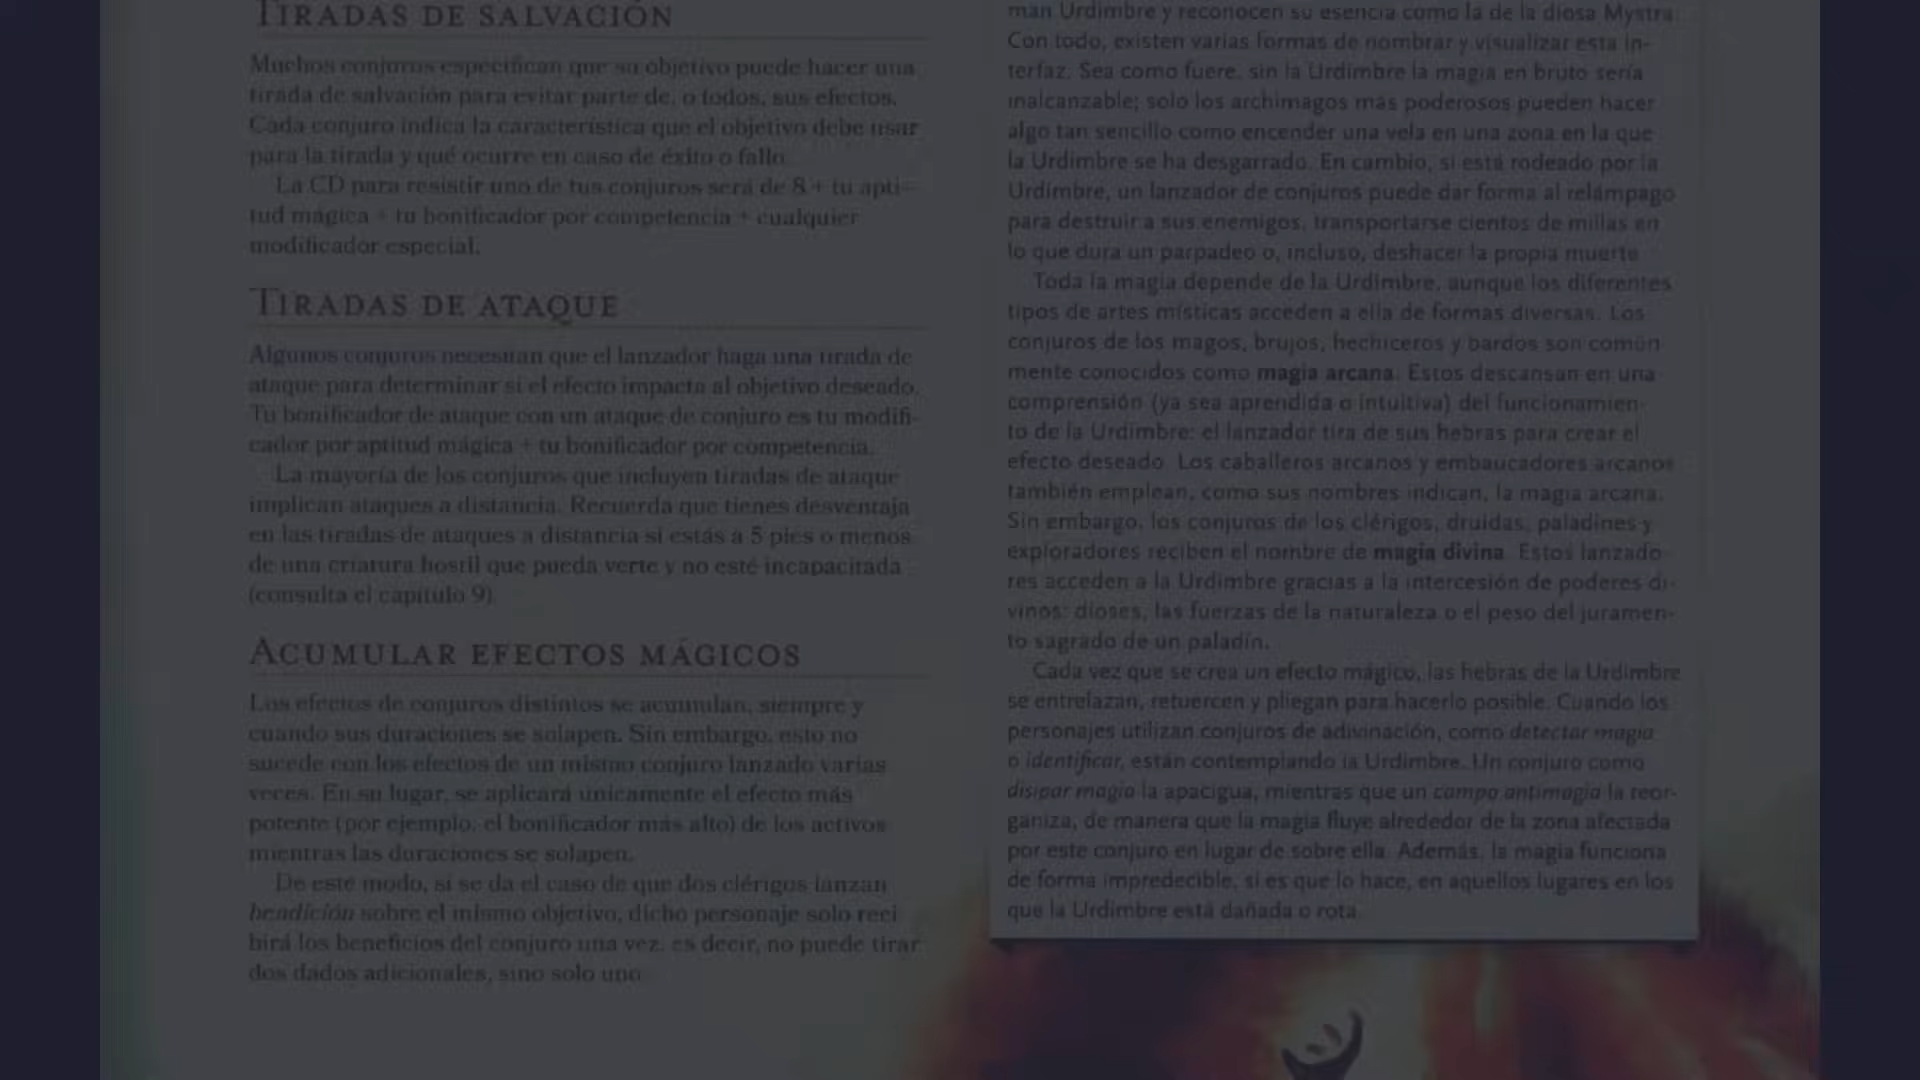 TIRADAS DE SALVACIÓN
Muchos conjuros especifican que su objetivo puede hacer una
tirada de salvación para evitar parte de, o todos, sus efectos.
Cada conjuro indica la característica que el objetivo debe usar
para la tirada y qué ocurre en caso de éxito o fallo.
La CD para resistir uno de tus conjuros será de 8 + tu apti-
tud mágica + tu bonificador por competencia + cualquier
modificador especial.
TIRADAS DE ATAQUE
Algunos conjuros necesitan que el lanzador haga una tirada de
ataque para determinar si el efecto impacta al objetivo deseado.
Tu bonificador de ataque con un ataque de conjuro es tu modifi-
cador por aptitud mágica + tu bonificador por competencia.
La mayoría de los conjuros que incluyen tiradas de ataque
implican ataques a distancia. Recuerda que tienes desventaja
en las tiradas de ataques a distancia si estás a 5 pies o menos
de una criatura hostil que pueda verte y no esté incapacitada
(consulta el capítulo 9).
ACUMULAR EFECTOS MÁGICOS
Los efectos de conjuros distintos se acumulan, siempre y
cuando sus duraciones se solapen. Sin embargo, esto no
sucede con los efectos de un mismo conjuro lanzado varias
veces. En su lugar, se aplicará únicamente el efecto más
potente (por ejemplo: el bonificador más alto) de los activos
mientras las duraciones se solapen.
De este modo, si se da el caso de que dos clérigos lanzan
bendición sobre el mismo objetivo, dicho personaje solo reci
birá los beneficios del conjuro una vez, es decir, no puede tirar
dos dados adicionales, sino solo uno.
man Urdimbre y reconocen su esencia como la de la diosa Mystra.
Con todo, existen varias formas de nombrar y visualizar esta in-
terfaz. Sea como fuere, sin la Urdimbre la magia en bruto sería
inalcanzable; solo los archimagos más poderosos pueden hacer
algo tan sencillo como encender una vela en una zona en la que
la Urdimbre se ha desgarrado. En cambio, si está rodeado por la
Urdimbre, un lanzador de conjuros puede dar forma al relámpago
para destruir a sus enemigos, transportarse cientos de millas en
lo que dura un parpadeo o, incluso, deshacer la propia muerte.
Toda la magia depende de la Urdimbre, aunque los diferentes
tipos de artes místicas acceden a ella de formas diversas. Los
conjuros de los magos, brujos, hechiceros y bardos son común
mente conocidos como magia arcana. Estos descansan en una
comprensión (ya sea aprendida o intuitiva) del funcionamien-
to de la Urdimbre: el lanzador tira de sus hebras para crear el
efecto deseado. Los caballeros arcanos y embaucadores arcanos
también emplean, como sus nombres indican, la magia arcana.
Sin embargo, los conjuros de los clérigos, druidas, paladines y
exploradores reciben el nombre de magia divina. Estos lanzado-
res acceden a la Urdimbre gracias a la intercesión de poderes di-
vinos: dioses, las fuerzas de la naturaleza o el peso del juramen-
to sagrado de un paladín.
Cada vez que se crea un efecto mágico, las hebras de la Urdimbre
se entrelazan, retuercen y pliegan para hacerlo posible. Cuando los
personajes utilizan conjuros de adivinación, como detectar magia
o identificar, están contemplando la Urdimbre. Un conjuro como
disipar magia la apacigua, mientras que un campo antimagia la reor-
ganiza, de manera que la magia fluye alrededor de la zona afectada
por este conjuro en lugar de sobre ella. Además, la magia funciona
de forma impredecible, si es que lo hace, en aquellos lugares en los
que la Urdimbre está dañada o rota.